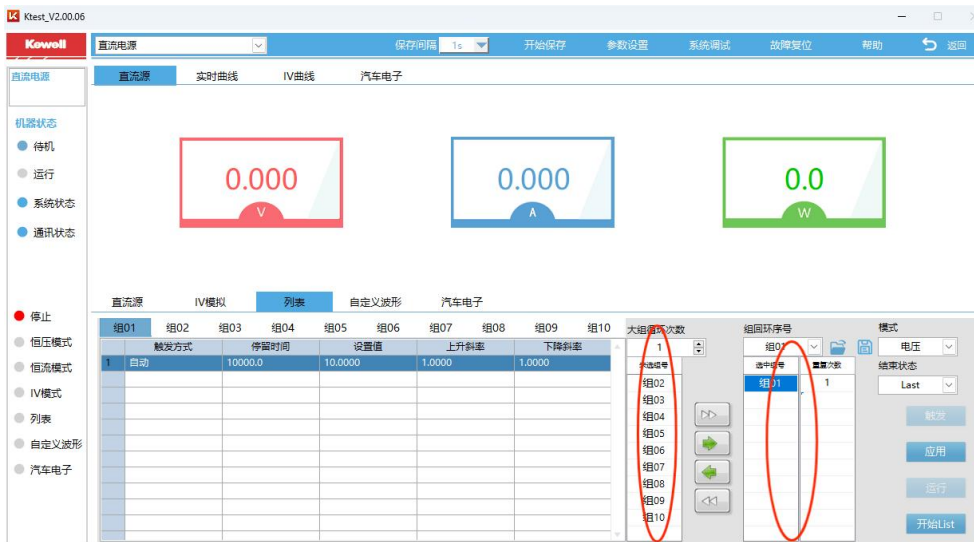 Ktest_V2.00.06
Kewell 直流电源 保存间隔 1s 开始保存 参数设置 系统调试 故障复位 帮助 返回
直流电源
直流源 实时曲线 IV曲线 汽车电子
机器状态
待机
运行
系统状态
通讯状态
0.000
V
0.000
A
0.0
W
直流源 IV模拟 列表 自定义波形 汽车电子
停止
恒压模式
恒流模式
IV模式
列表
自定义波形
汽车电子
组01 组02 组03 组04 组05 组06 组07 组08 组09 组10
触发方式 停留时间 设置值 上升斜率 下降斜率
1 自动 10000.0 10.0000 1.0000 1.0000
大组循环次数
1
未选组号
组02
组03
组04
组05
组06
组07
组08
组09
组10
组回环序号
组01
选中组号 重复次数
组01 1
模式
电压
结束状态
Last
触发
应用
运行
开始List